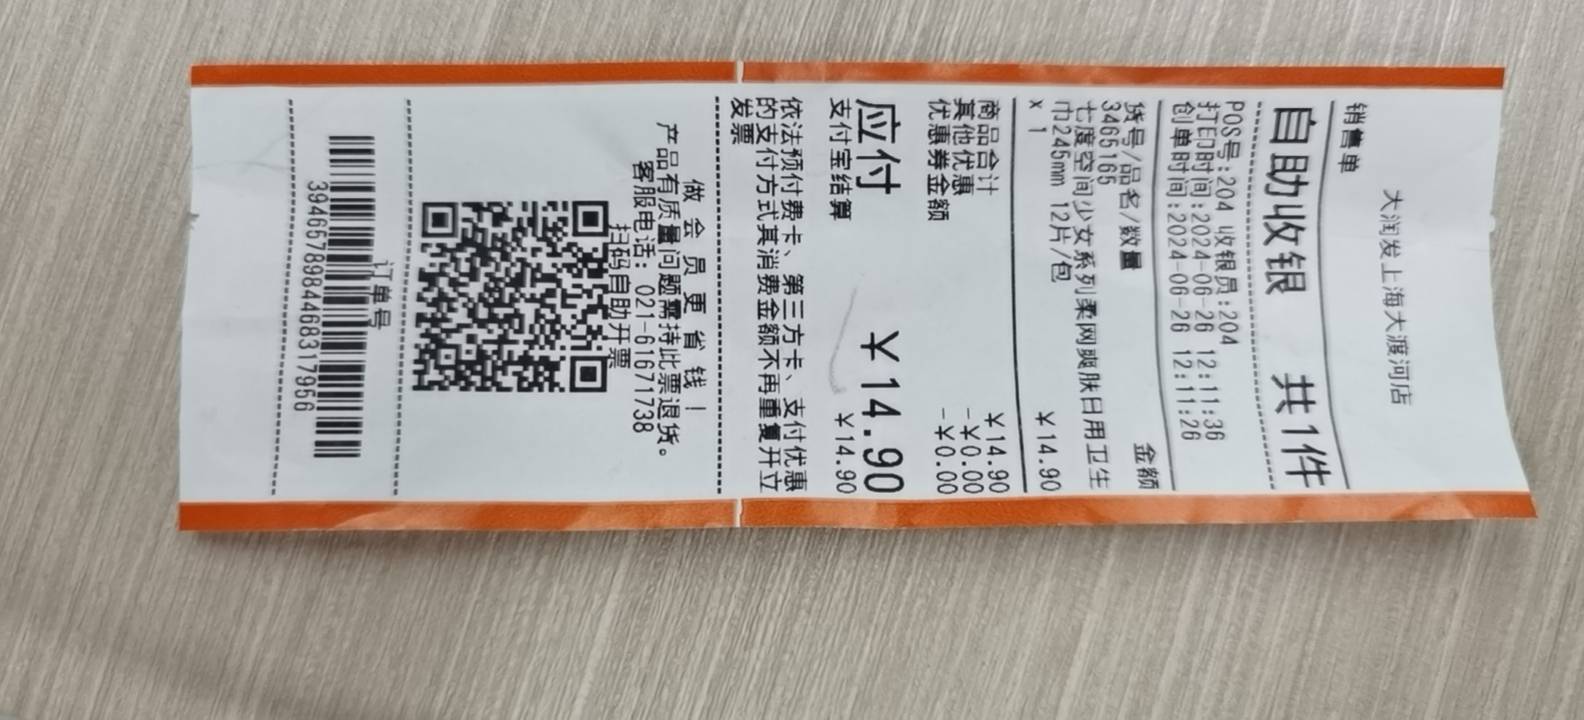 大润发上海大渡河店
销售单
自助收银 共1件
POS号:204 收银员:204
打印时间:2024-06-26 12:11:36
创单时间:2024-06-26 12:11:26
货号/品名/数量 金额
3465165
七度空间少女系列柔网爽肤日用卫生
巾245mm 12片/包
x 1 ￥14.90
商品合计 ￥14.90
其他优惠 -￥0.00
优惠券金额 -￥0.00
应付 ￥14.90
支付宝结算 ￥14.90
依法预付费卡、第三方卡、支付优惠
的支付方式其消费金额不再重复开立
发票
做会员更省钱！
产品有质量问题需持此票退货。
客服电话: 021-61671738
扫码自助开票
订单号
3946578984468317956